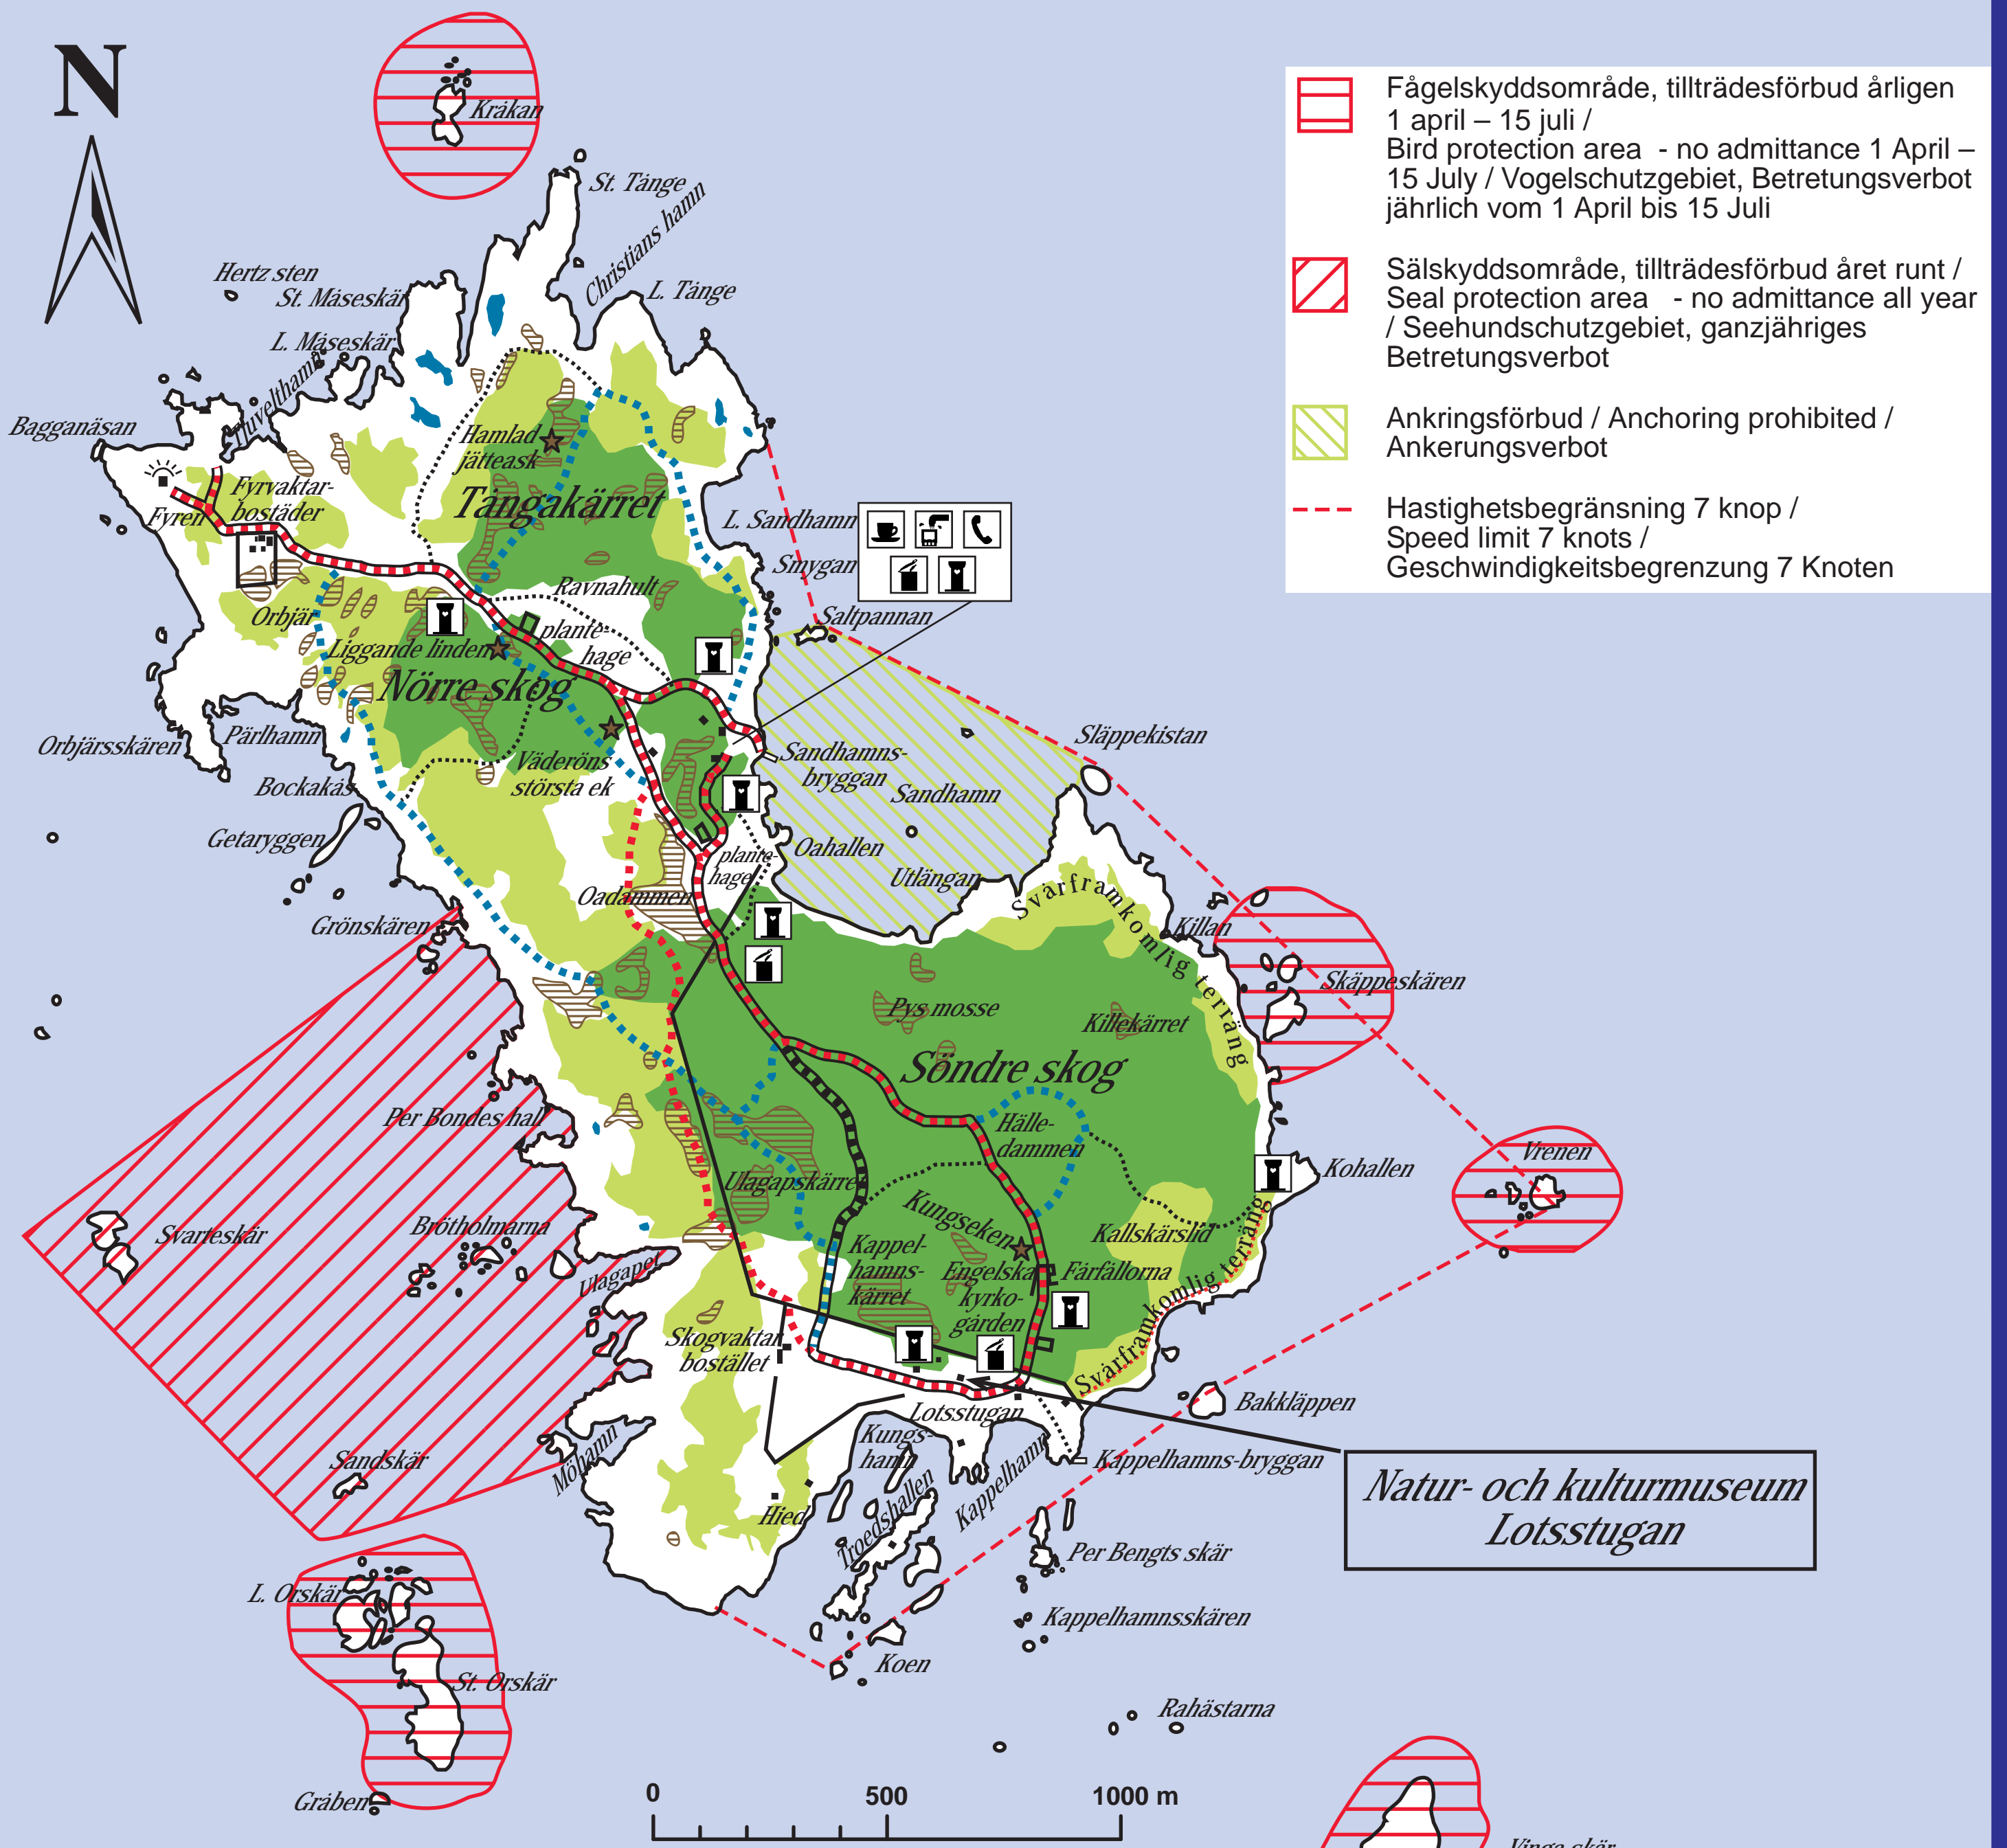 N
Kråkan
St. Tånge
Christians hamn
L. Tånge
Hertz sten
St. Måseskär
L. Måseskär
Bagganäsan
Fyren
Fyrvaktar-
bostäder
Hamlad
jätteask
Tångakärret
L. Sandhamn
Smygan
Saltpannan
Ravnahult
plante-
hage
Orbjär
Liggande linden
Nörre skog
Orbjärsskären
Pärlhamn
Bockakås
Getaryggen
Väderöns
största ek
Sandhamns-
bryggan
Sandhamn
Släppekistan
Oahallen
Utlängan
plante-
hage
Oadammen
Grönskären
Svårframkomlig terräng
Killan
Skäppeskären
Pys mosse
Killekärret
Söndre skog
Per Bondes hall
Hälle-
dammen
Vrenen
Kohallen
Ulagapskärret
Kungseken
Kallskärslid
Svarteskär
Brötholmarna
Ulagapet
Kappel-
hamns-
kärret
Engelska
kyrko-
gården
Fårfållorna
Svårframkomlig terräng
Skogvaktar
bostället
Lotsstugan
Bakkläppen
Kungs-
hamn
Kappelhamn
Kappelhamns-bryggan
Sandskär
Möhamn
Hied
Troedshallen
Per Bengts skär
Kappelhamnsskären
Koen
Rahästarna
L. Orskär
St. Orskär
Gråben
0 500 1000 m
Vinga skär
Natur- och kulturmuseum
Lotsstugan
Fågelskyddsområde, tillträdesförbud årligen
1 april – 15 juli /
Bird protection area - no admittance 1 April –
15 July / Vogelschutzgebiet, Betretungsverbot
jährlich vom 1 April bis 15 Juli
Sälskyddsområde, tillträdesförbud året runt /
Seal protection area - no admittance all year
/ Seehundschutzgebiet, ganzjähriges
Betretungsverbot
Ankringsförbud / Anchoring prohibited /
Ankerungsverbot
Hastighetsbegränsning 7 knop /
Speed limit 7 knots /
Geschwindigkeitsbegrenzung 7 Knoten